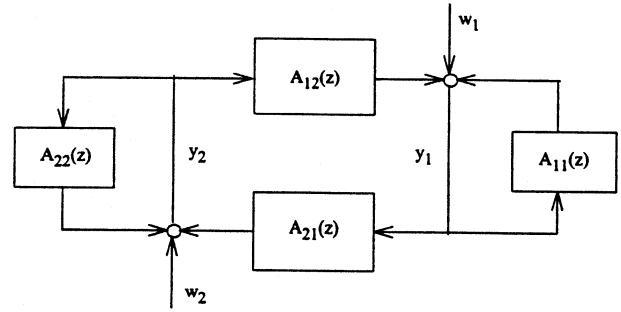 w₁
A₁₂(z)
A₂₂(z)
y₂
y₁
A₁₁(z)
A₂₁(z)
w₂